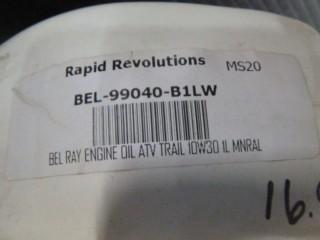 Rapid Revolutions MS20
BEL-99040-B1LW
BEL RAY ENGINE OIL ATV TRAIL 10W30 1L MNRAL
16.